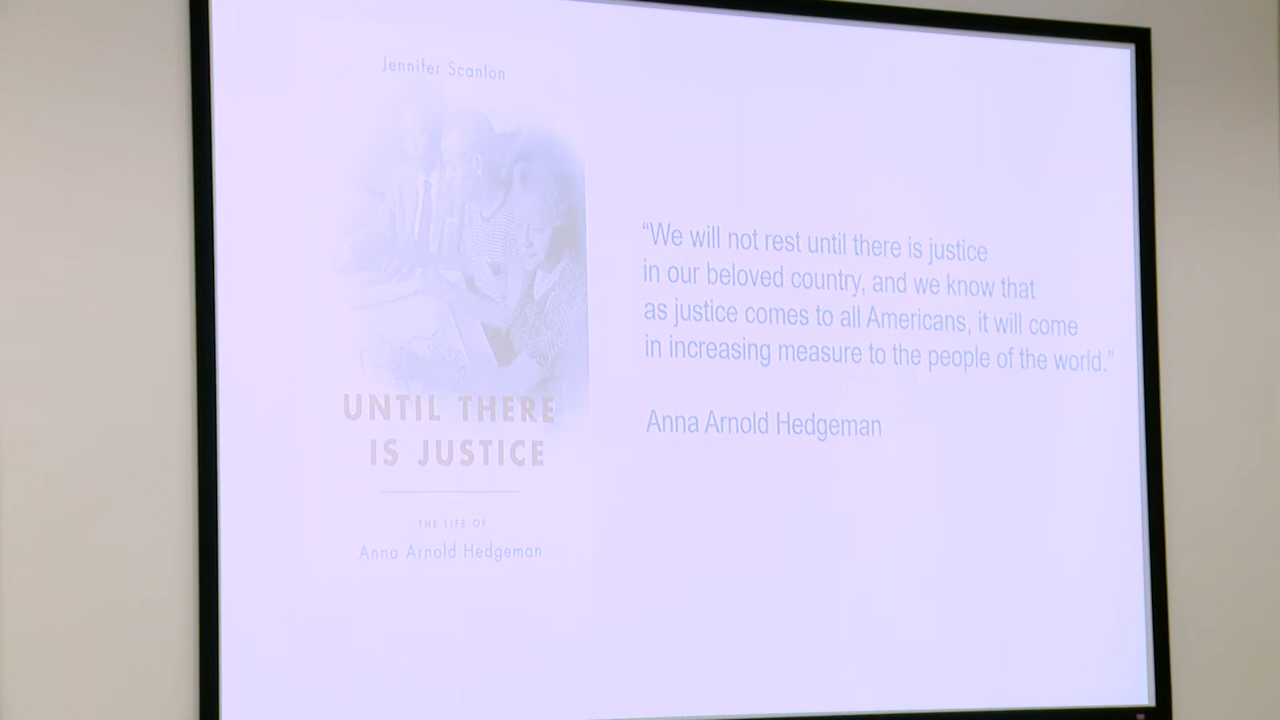 Jennifer Scanlon
UNTIL THERE
IS JUSTICE
THE LIFE OF
Anna Arnold Hedgeman
“We will not rest until there is justice
in our beloved country, and we know that
as justice comes to all Americans, it will come
in increasing measure to the people of the world.”
Anna Arnold Hedgeman